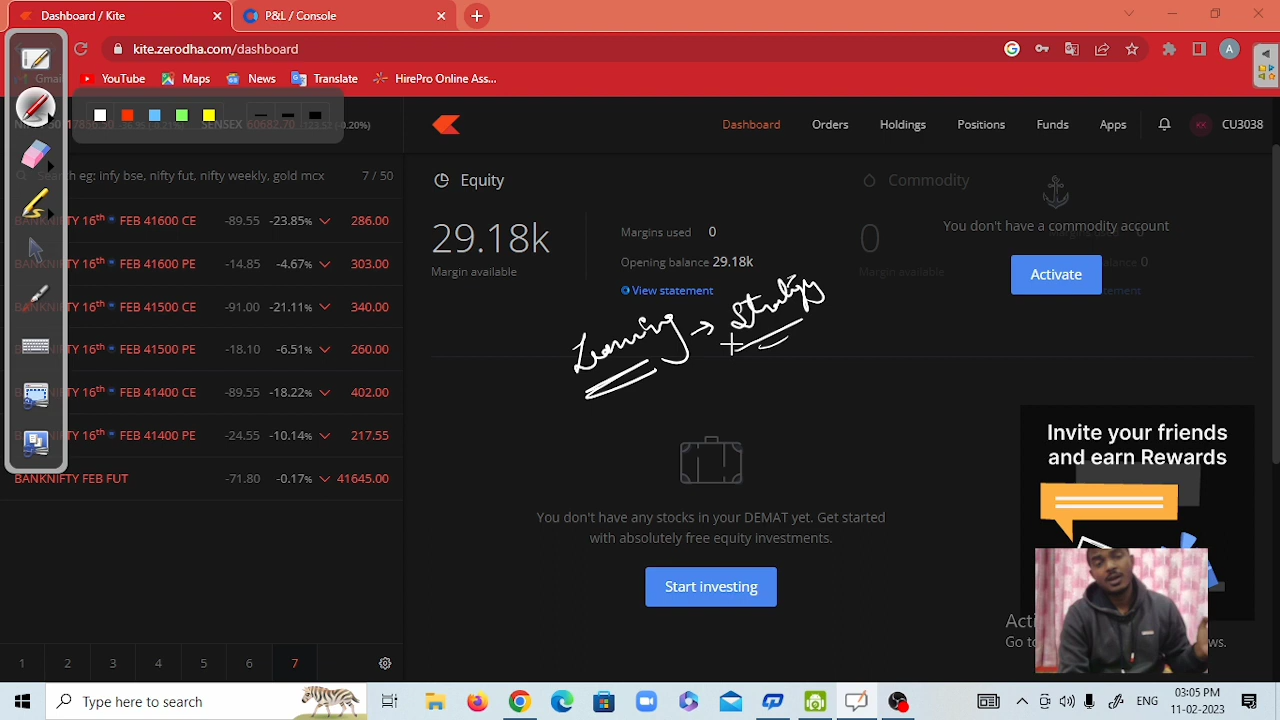 Dashboard / Kite
P&L / Console
kite.zerodha.com/dashboard
Gmail
YouTube
Maps
News
Translate
HirePro Online Ass...
SENSEX 60682.70
Dashboard
Orders
Holdings
Positions
Funds
Apps
KK
CU3038
Search eg: infy bse, nifty fut, nifty weekly, gold mcx
7 / 50
BANKNIFTY 16th FEB 41600 CE -89.55 -23.85% 286.00
BANKNIFTY 16th FEB 41600 PE -14.85 -4.67% 303.00
BANKNIFTY 16th FEB 41500 CE -91.00 -21.11% 340.00
BANKNIFTY 16th FEB 41500 PE -18.10 -6.51% 260.00
BANKNIFTY 16th FEB 41400 CE -89.55 -18.22% 402.00
BANKNIFTY 16th FEB 41400 PE -24.55 -10.14% 217.55
BANKNIFTY FEB FUT -71.80 -0.17% 41645.00
1 2 3 4 5 6 7
Equity
29.18k
Margin available
Margins used 0
Opening balance 29.18k
View statement
Commodity
0
Margin available
You don't have a commodity account
Activate
Learning → Strategy
You don't have any stocks in your DEMAT yet. Get started
with absolutely free equity investments.
Start investing
Invite your friends
and earn Rewards
Type here to search
ENG
03:05 PM
11-02-2023